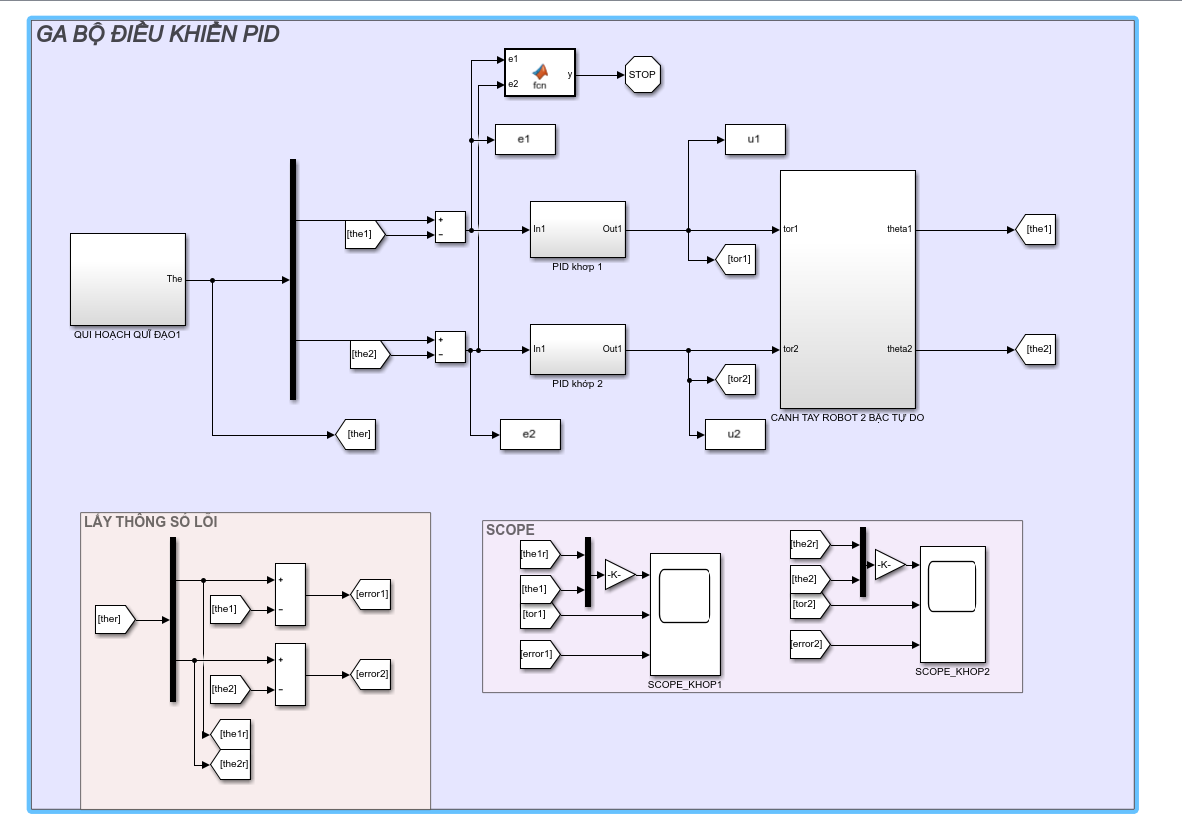 GA BỘ ĐIỀU KHIỂN PID
e1
e2
fcn
y
STOP
e1
u1
[the1]
+
−
In1
Out1
PID khơp 1
[tor1]
tor1
theta1
[the1]
The
QUI HOẠCH QUĨ ĐẠO1
[the2]
+
−
In1
Out1
PID khớp 2
[tor2]
tor2
theta2
[the2]
CANH TAY ROBOT 2 BẬC TỰ DO
[ther]
e2
u2
LẤY THÔNG SỐ LỖI
[ther]
+
−
[the1]
[error1]
+
−
[the2]
[error2]
[the1r]
[the2r]
SCOPE
[the1r]
[the1]
-K-
[tor1]
[error1]
SCOPE_KHOP1
[the2r]
[the2]
-K-
[tor2]
[error2]
SCOPE_KHOP2